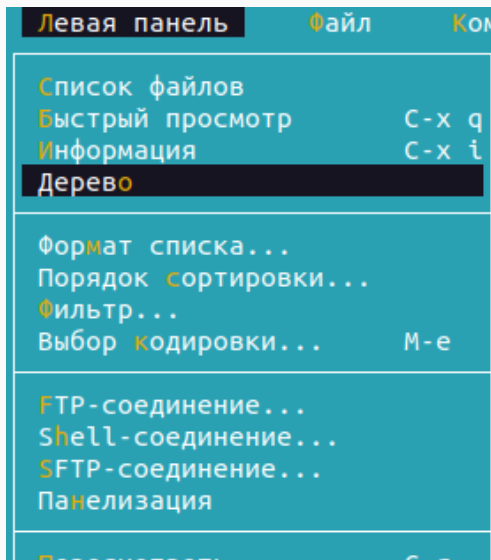 Левая панель Файл
Список файлов
Быстрый просмотр C-x q
Информация C-x i
Дерево
Формат списка...
Порядок сортировки...
Фильтр...
Выбор кодировки... M-e
FTP-соединение...
Shell-соединение...
SFTP-соединение...
Панелизация